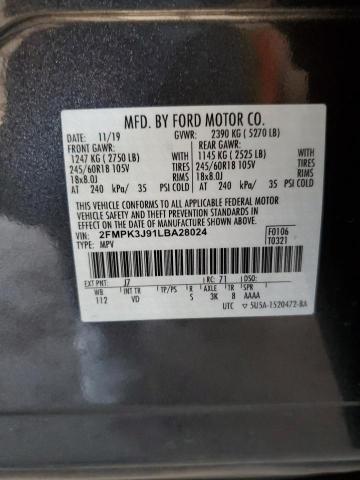 MFD. BY FORD MOTOR CO.
DATE: 11/19 GVWR: 2390 KG ( 5270 LB)
FRONT GAWR: REAR GAWR:
1247 KG ( 2750 LB) 1145 KG ( 2525 LB)
245/60R18 105V TIRES 245/60R18 105V TIRES
18x8.0J RIMS 18x8.0J RIMS
AT 240 kPa/ 35 PSI COLD AT 240 kPa/ 35 PSI COLD
THIS VEHICLE CONFORMS TO ALL APPLICABLE FEDERAL MOTOR
VEHICLE SAFETY AND BUMPER STANDARDS IN
EFFECT ON THE DATE OF MANUFACTURE SHOWN ABOVE.
VIN: 2FMPK3J91LBA28024 F0106
TYPE: MPV T0321
EXT PNT: J7 RC: 71 DSO:
WB INT TR TP/PS R AXLE TR SPR
112 VD S 3K 8 AAAA
UTC ▽ 5U5A-1520472-BA